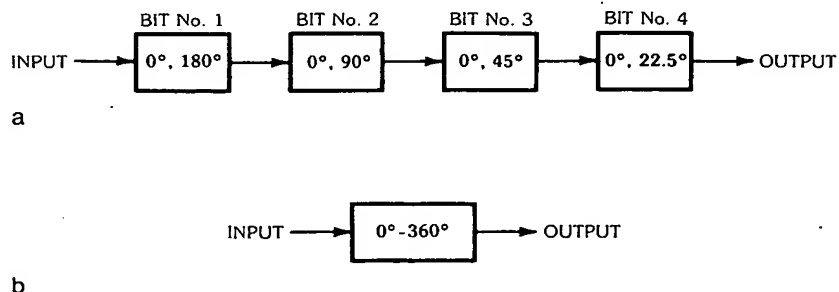 BIT No. 1 BIT No. 2 BIT No. 3 BIT No. 4
INPUT 0°, 180° 0°, 90° 0°, 45° 0°, 22.5° OUTPUT
a
INPUT 0°-360° OUTPUT
b